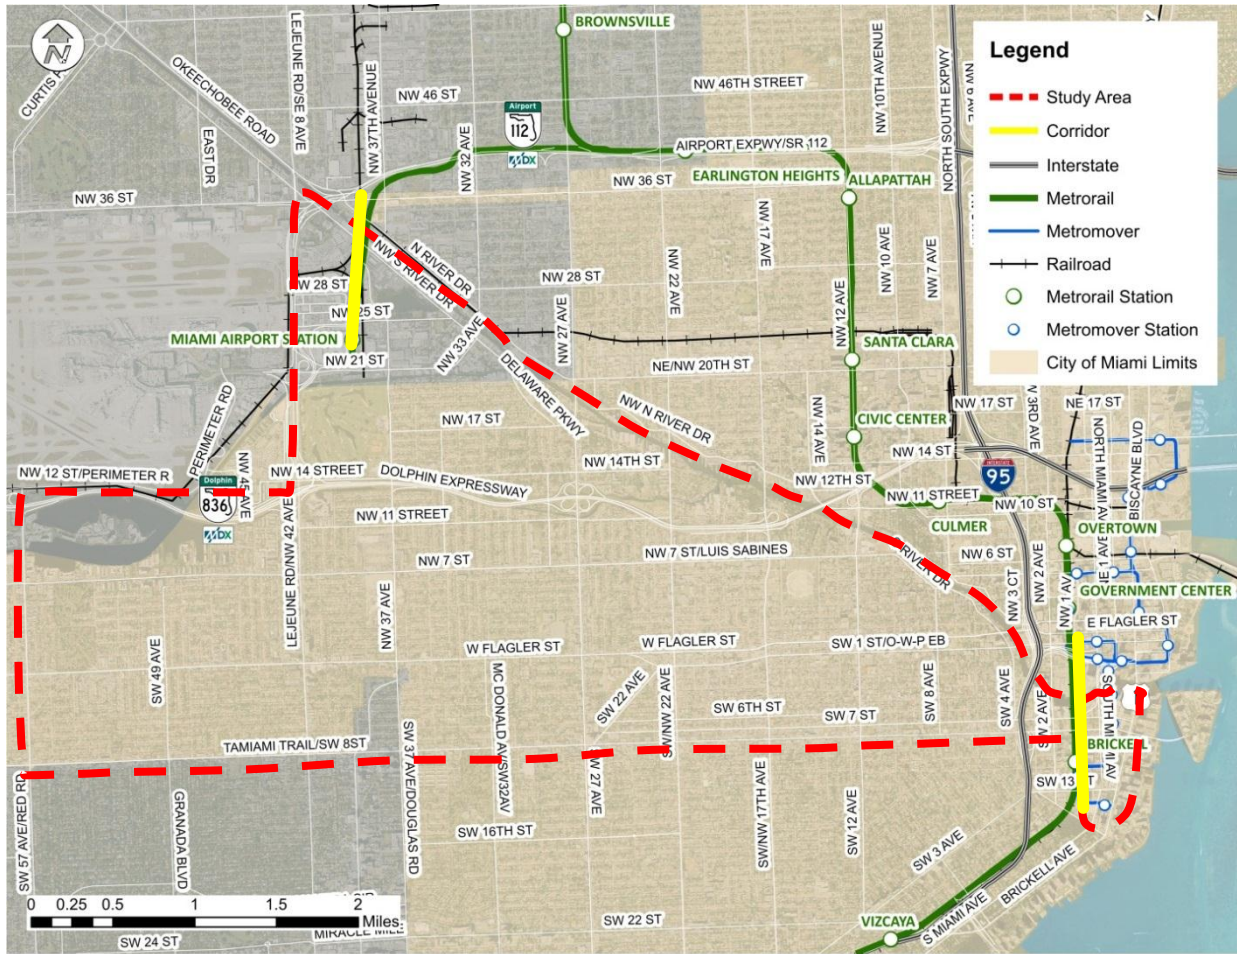 BROWNSVILLE
Legend
Study Area
Corridor
Interstate
Metrorail
Metromover
Railroad
Metrorail Station
Metromover Station
City of Miami Limits
N
OKEECHOBEE ROAD
LEJEUNE RD/SE 8 AVE
NW 37TH AVENUE
EAST DR
NW 46 ST
NW 32 AVE
Airport
112
MDX
NW 46TH STREET
NW 10TH AVENUE
NORTH SOUTH EXPWY
AIRPORT EXPWY/SR 112
NW 36 ST
NW 36 ST
EARLINGTON HEIGHTS
ALLAPATTAH
NW 17 AVE
NW 22 AVE
NW 10 AVE
NW 7 AVE
N RIVER DR
NW S RIVER DR
NW 28 ST
NW 28 ST
NW 25 ST
MIAMI AIRPORT STATION
NW 21 ST
NW 33 AVE
NW 27 AVE
NW 12 AVE
SANTA CLARA
NE/NW 20TH ST
DELAWARE PKWY
PERIMETER RD
NW 17 ST
NW N RIVER DR
NW 14 AVE
CIVIC CENTER
NW 17 ST
NW 3RD AVE
NE 17 ST
NORTH MIAMI AV
BISCAYNE BLVD
NW 12 ST/PERIMETER R
NW 45 AVE
Dolphin
836
MDX
NW 14 STREET
DOLPHIN EXPRESSWAY
NW 14TH ST
NW 12TH ST
NW 14 ST
INTERSTATE
95
NW 11 STREET
NW 11 STREET
NW 10 ST
CULMER
OVERTOWN
LEJEUNE RD/NW 42 AVE
NW 7 ST
NW 7 ST/LUIS SABINES
S RIVER DR
NW 6 ST
NW 3 CT
NW 2 AVE
NW 1 AV
NE 1 AVE
GOVERNMENT CENTER
NW 37 AVE
E FLAGLER ST
SW 49 AVE
W FLAGLER ST
W FLAGLER ST
SW 1 ST/O-W-P EB
MC DONALD AV/SW32AV
SW 22 AVE
SW/NW 22 AVE
SW 8 AVE
SW 4 AVE
SW 2 AVE
SOUTH MIAMI AV
SW 6TH ST
SW 7 ST
TAMIAMI TRAIL/SW 8ST
BRICKELL
SW 13 ST
SW 57 AVE/RED RD
GRANADA BLVD
SW 37 AVE/DOUGLAS RD
SW 27 AVE
SW/NW 17TH AVE
SW 12 AVE
SW 16TH ST
SW 3 AVE
BRICKELL AVE
S MIAMI AVE
VIZCAYA
0 0.25 0.5 1 1.5 2
Miles
SW 22 ST
SW 24 ST
MIRACLE MILE